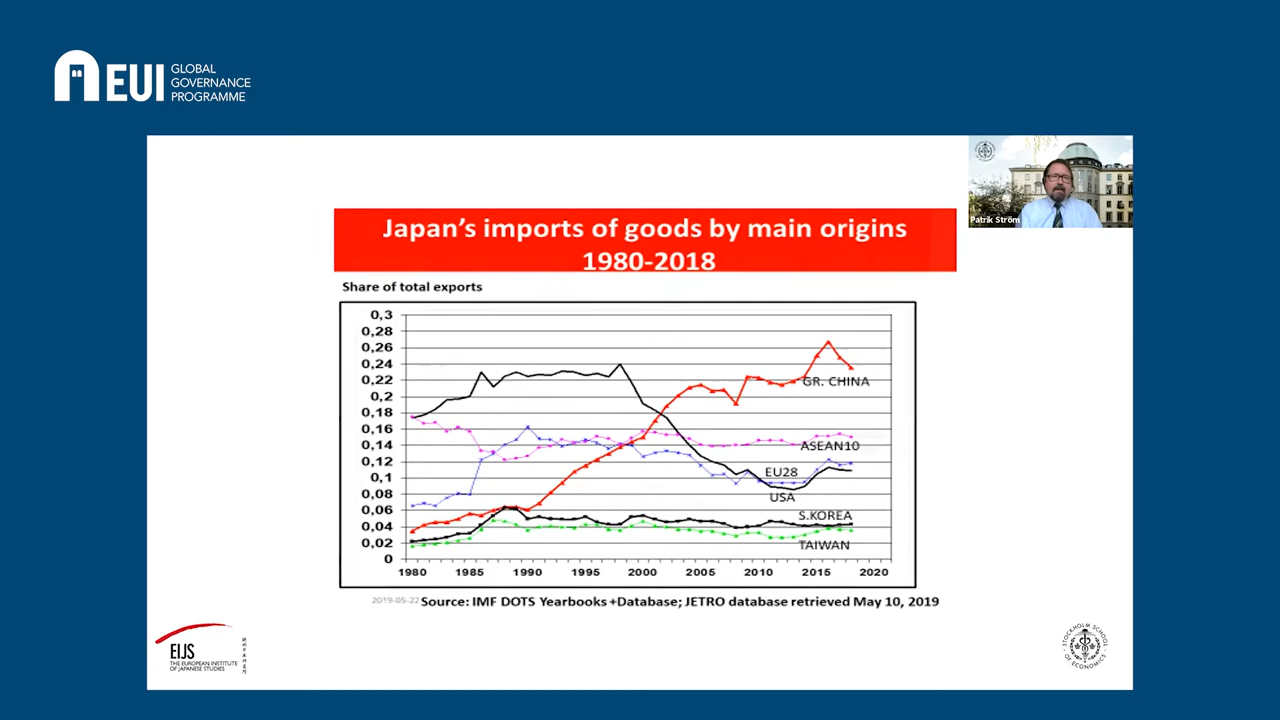 EUI
GLOBAL
GOVERNANCE
PROGRAMME
Patrik Ström
Japan's imports of goods by main origins
1980-2018
Share of total exports
0,3
0,28
0,26
0,24
0,22
0,2
0,18
0,16
0,14
0,12
0,1
0,08
0,06
0,04
0,02
0
GR. CHINA
ASEAN10
EU28
USA
S.KOREA
TAIWAN
1980 1985 1990 1995 2000 2005 2010 2015 2020
2019-05-22 Source: IMF DOTS Yearbooks +Database; JETRO database retrieved May 10, 2019
EIJS
THE EUROPEAN INSTITUTE
OF JAPANESE STUDIES
STOCKHOLM SCHOOL
OF ECONOMICS